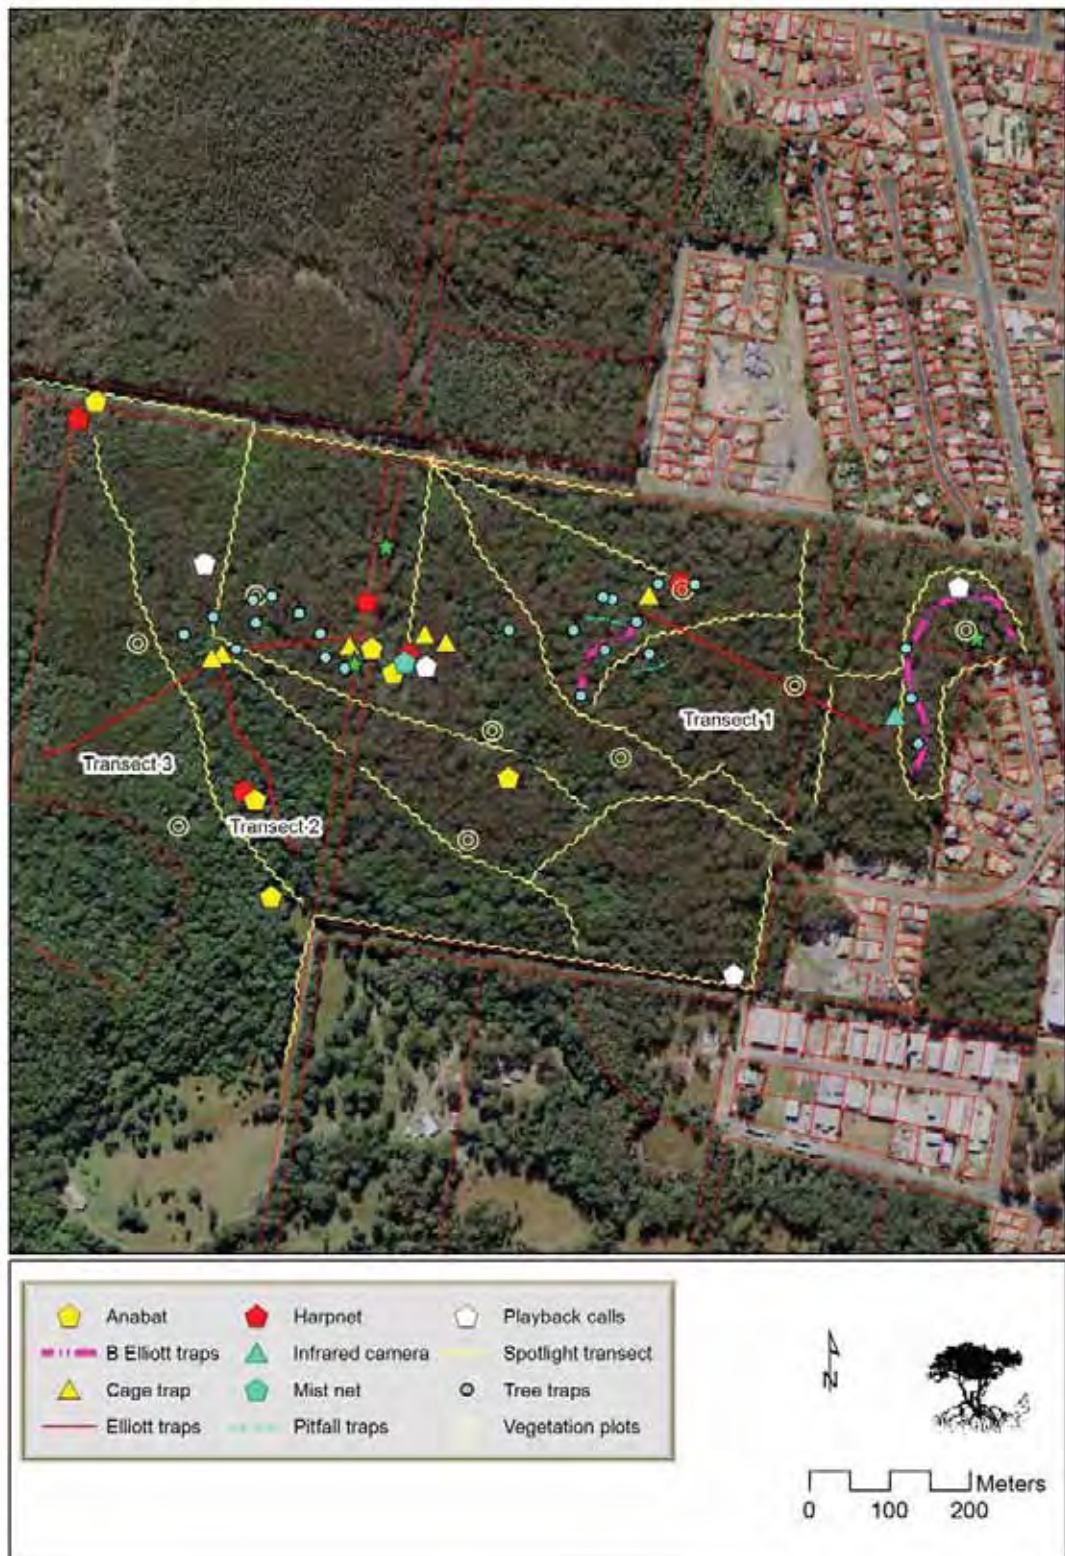 Transect 1
Transect 3
Transect 2
Anabat
Harpnet
Playback calls
B Elliott traps
Infrared camera
Spotlight transect
Cage trap
Mist net
Tree traps
Elliott traps
Pitfall traps
Vegetation plots
N
Meters
0 100 200